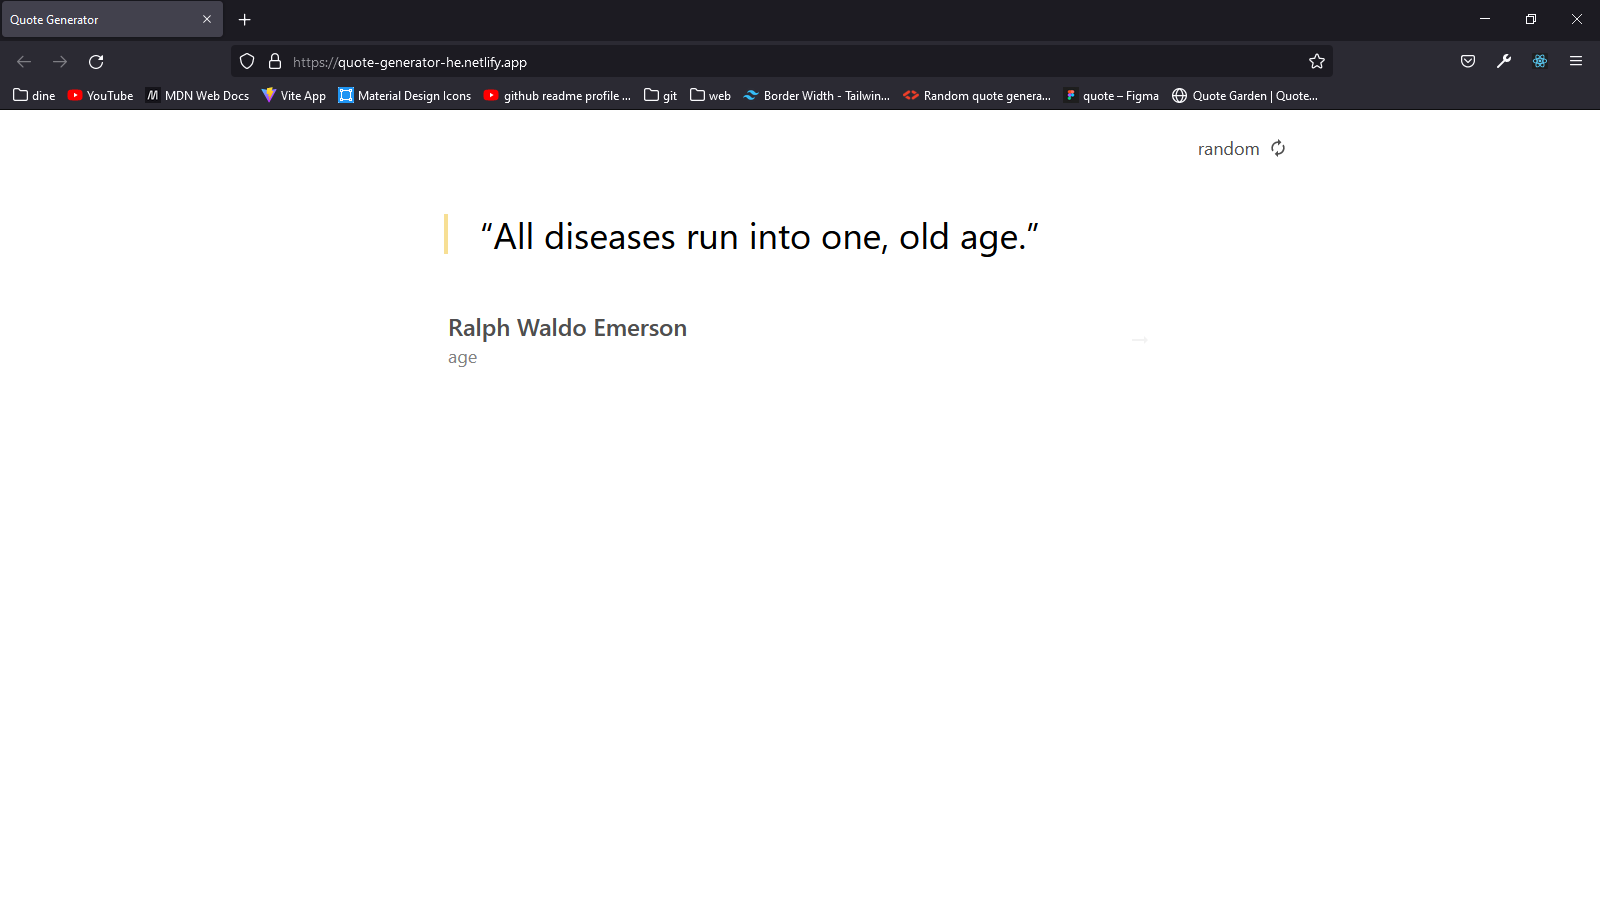 Quote Generator
https://quote-generator-he.netlify.app
dine YouTube MDN Web Docs Vite App Material Design Icons github readme profile ... git web Border Width - Tailwin... Random quote genera... quote – Figma Quote Garden | Quote...
random
“All diseases run into one, old age.”
Ralph Waldo Emerson
age